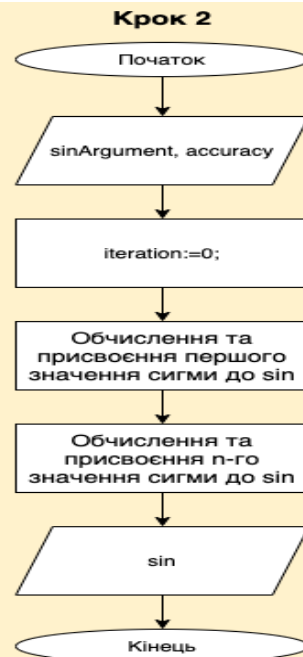 Крок 2
Початок
sinArgument, accuracy
iteration:=0;
Обчислення та
присвоєння першого
значення сигми до sin
Обчислення та
присвоєння n-го
значення сигми до sin
sin
Кінець